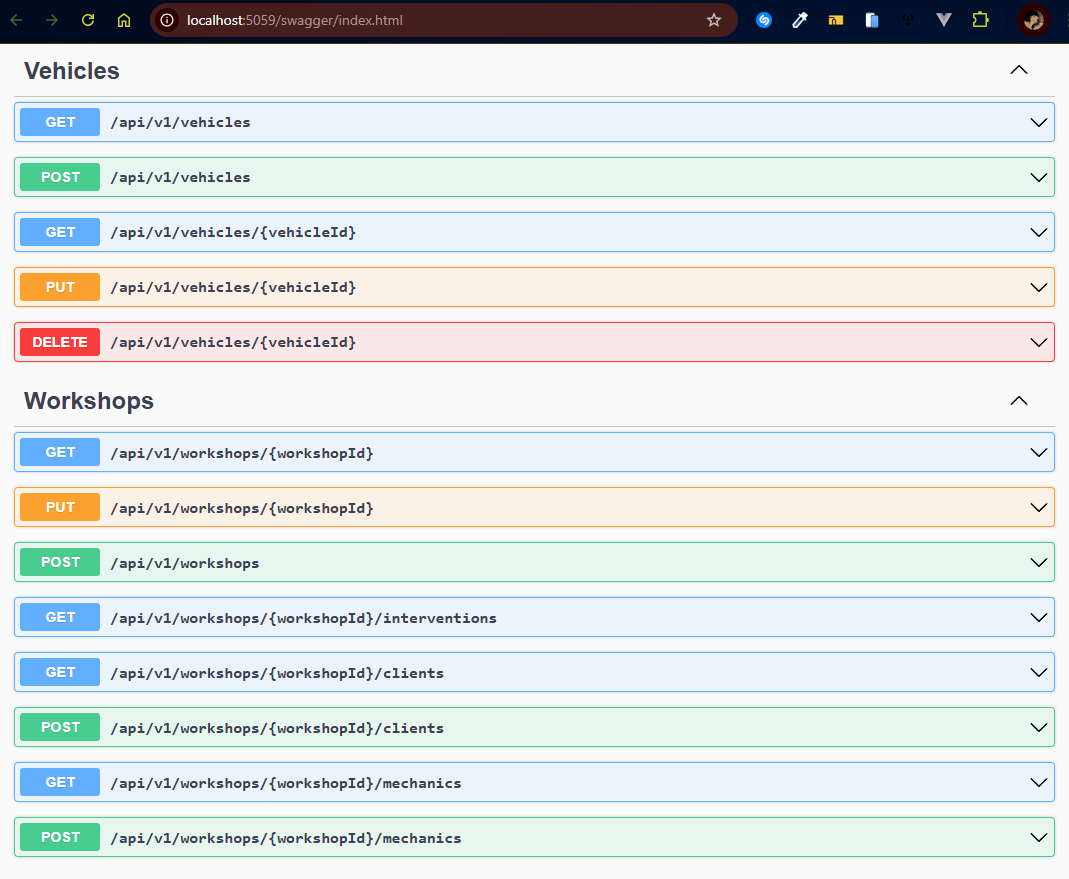 localhost:5059/swagger/index.html
Vehicles
GET /api/v1/vehicles
POST /api/v1/vehicles
GET /api/v1/vehicles/{vehicleId}
PUT /api/v1/vehicles/{vehicleId}
DELETE /api/v1/vehicles/{vehicleId}
Workshops
GET /api/v1/workshops/{workshopId}
PUT /api/v1/workshops/{workshopId}
POST /api/v1/workshops
GET /api/v1/workshops/{workshopId}/interventions
GET /api/v1/workshops/{workshopId}/clients
POST /api/v1/workshops/{workshopId}/clients
GET /api/v1/workshops/{workshopId}/mechanics
POST /api/v1/workshops/{workshopId}/mechanics